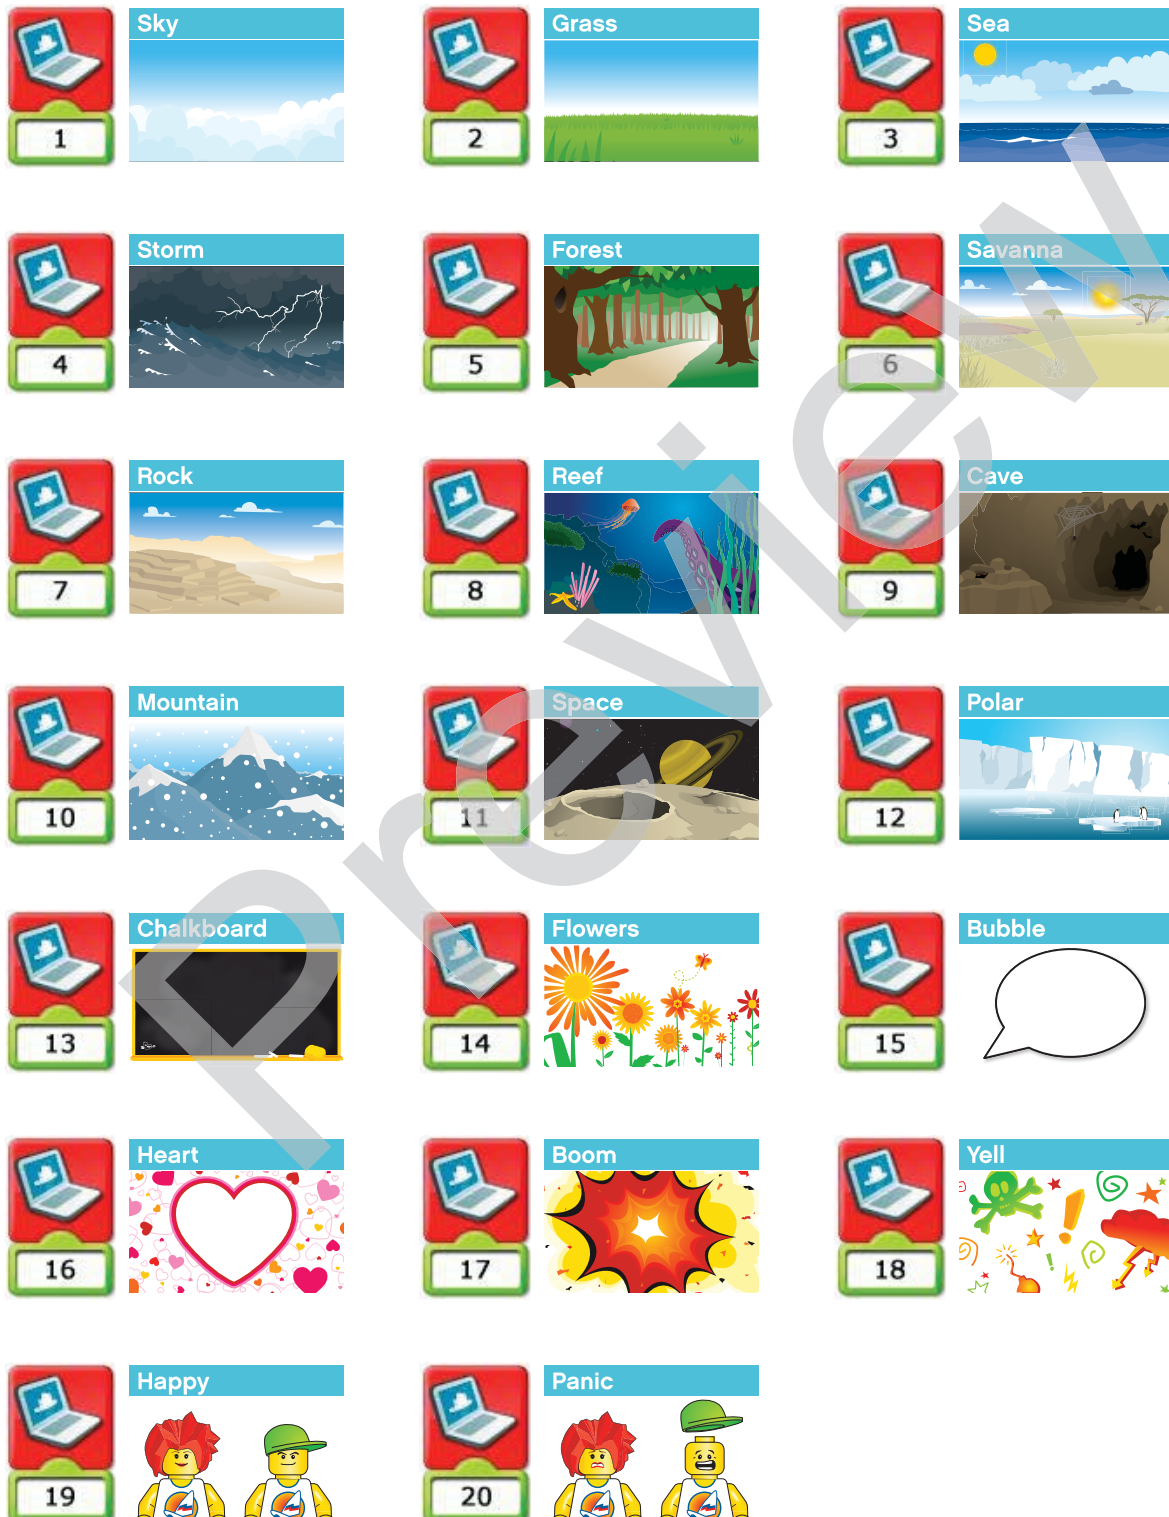 Sky
1
Grass
2
Sea
3
Storm
4
Forest
5
Savanna
6
Rock
7
Reef
8
Cave
9
Mountain
10
Space
11
Polar
12
Chalkboard
13
Flowers
14
Bubble
15
Heart
16
Boom
17
Yell
18
Happy
19
Panic
20
Preview